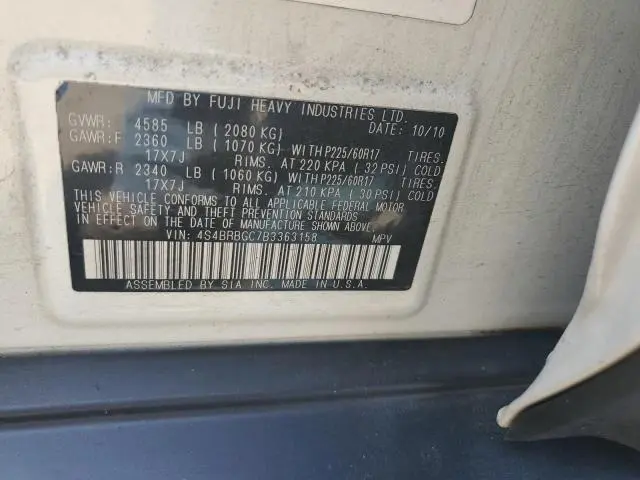 MFD BY FUJI HEAVY INDUSTRIES LTD.
GVWR: 4585 LB (2080 KG) DATE: 10/10
GAWR:F 2360 LB (1070 KG) WITH P225/60R17 TIRES.
17X7J RIMS. AT 220 KPA (32 PSI) COLD
GAWR:R 2340 LB (1060 KG) WITH P225/60R17 TIRES.
17X7J RIMS. AT 210 KPA (30 PSI) COLD
THIS VEHICLE CONFORMS TO ALL APPLICABLE FEDERAL MOTOR
VEHICLE SAFETY AND THEFT PREVENTION STANDARDS IN
EFFECT ON THE DATE OF MANUFACTURE SHOWN ABOVE.
VIN: 4S4BRBGC7B3363158 MPV
ASSEMBLED BY SIA INC. MADE IN U.S.A.